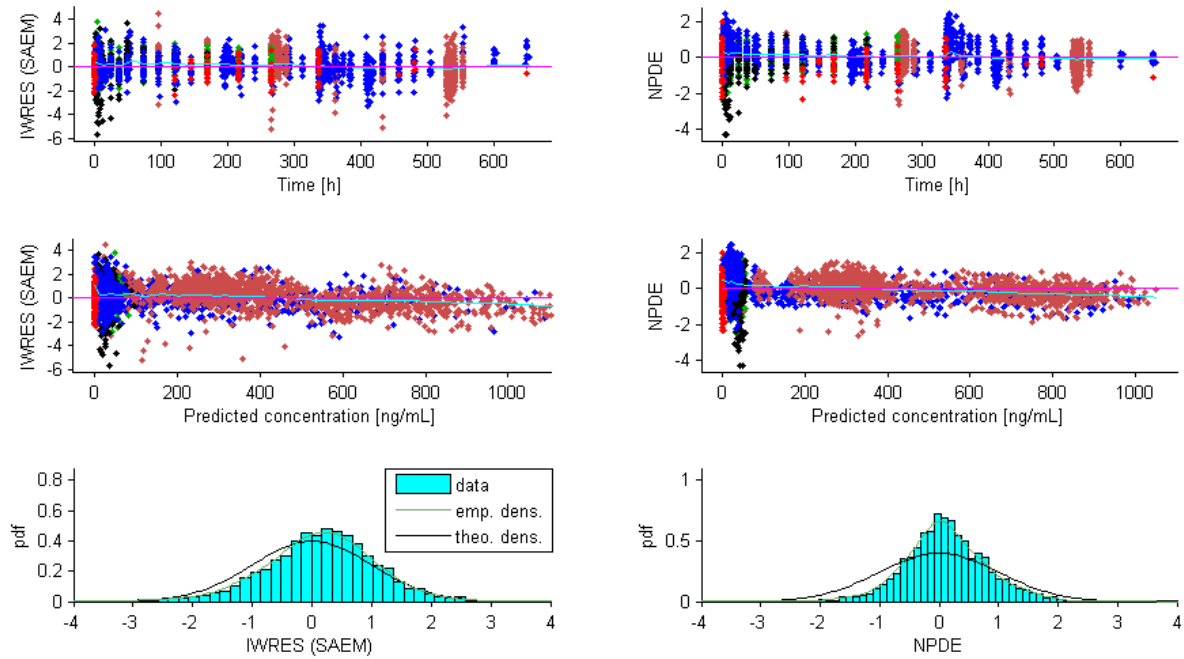 IWRES (SAEM)
4
2
0
-2
-4
-6
0 100 200 300 400 500 600
Time [h]
NPDE
2
0
-2
-4
0 100 200 300 400 500 600
Time [h]
IWRES (SAEM)
4
2
0
-2
-4
-6
0 200 400 600 800 1000
Predicted concentration [ng/mL]
NPDE
2
0
-2
-4
0 200 400 600 800 1000
Predicted concentration [ng/mL]
pdf
0.8
0.6
0.4
0.2
0
data
emp. dens.
theo. dens.
-4 -3 -2 -1 0 1 2 3 4
IWRES (SAEM)
pdf
1
0.5
0
-4 -3 -2 -1 0 1 2 3 4
NPDE